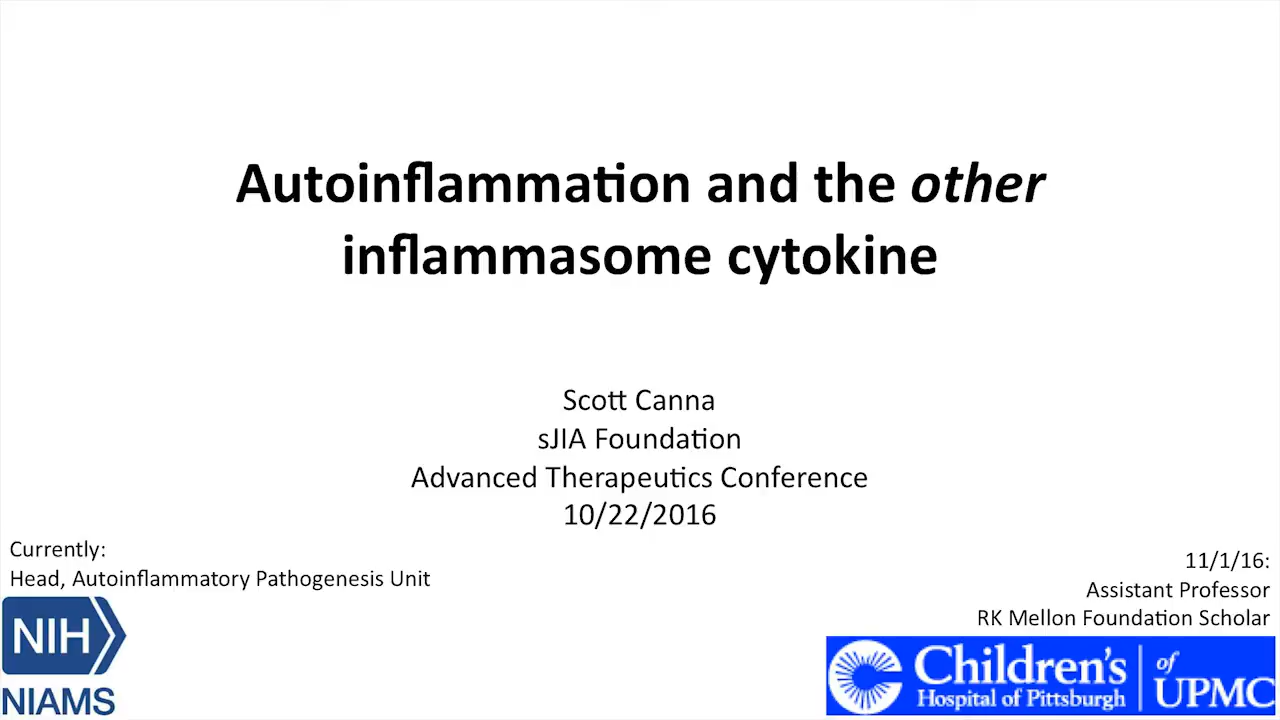 Autoinflammation and the other
inflammasome cytokine
Scott Canna
sJIA Foundation
Advanced Therapeutics Conference
10/22/2016
Currently:
Head, Autoinflammatory Pathogenesis Unit
NIH
NIAMS
11/1/16:
Assistant Professor
RK Mellon Foundation Scholar
Children's
Hospital of Pittsburgh
of
UPMC